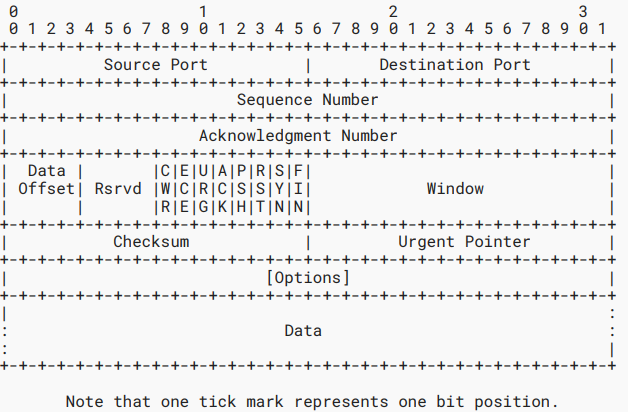 0                   1                   2                   3
 0 1 2 3 4 5 6 7 8 9 0 1 2 3 4 5 6 7 8 9 0 1 2 3 4 5 6 7 8 9 0 1
+-+-+-+-+-+-+-+-+-+-+-+-+-+-+-+-+-+-+-+-+-+-+-+-+-+-+-+-+-+-+-+-+
|          Source Port          |       Destination Port        |
+-+-+-+-+-+-+-+-+-+-+-+-+-+-+-+-+-+-+-+-+-+-+-+-+-+-+-+-+-+-+-+-+
|                        Sequence Number                        |
+-+-+-+-+-+-+-+-+-+-+-+-+-+-+-+-+-+-+-+-+-+-+-+-+-+-+-+-+-+-+-+-+
|                    Acknowledgment Number                      |
+-+-+-+-+-+-+-+-+-+-+-+-+-+-+-+-+-+-+-+-+-+-+-+-+-+-+-+-+-+-+-+-+
|  Data |       |C|E|U|A|P|R|S|F|                               |
| Offset| Rsrvd |W|C|R|C|S|S|Y|I|            Window             |
|       |       |R|E|G|K|H|T|N|N|                               |
+-+-+-+-+-+-+-+-+-+-+-+-+-+-+-+-+-+-+-+-+-+-+-+-+-+-+-+-+-+-+-+-+
|           Checksum            |         Urgent Pointer        |
+-+-+-+-+-+-+-+-+-+-+-+-+-+-+-+-+-+-+-+-+-+-+-+-+-+-+-+-+-+-+-+-+
|                           [Options]                           |
+-+-+-+-+-+-+-+-+-+-+-+-+-+-+-+-+-+-+-+-+-+-+-+-+-+-+-+-+-+-+-+-+
|                                                               :
:                             Data                              :
:                                                               |
+-+-+-+-+-+-+-+-+-+-+-+-+-+-+-+-+-+-+-+-+-+-+-+-+-+-+-+-+-+-+-+-+
Note that one tick mark represents one bit position.